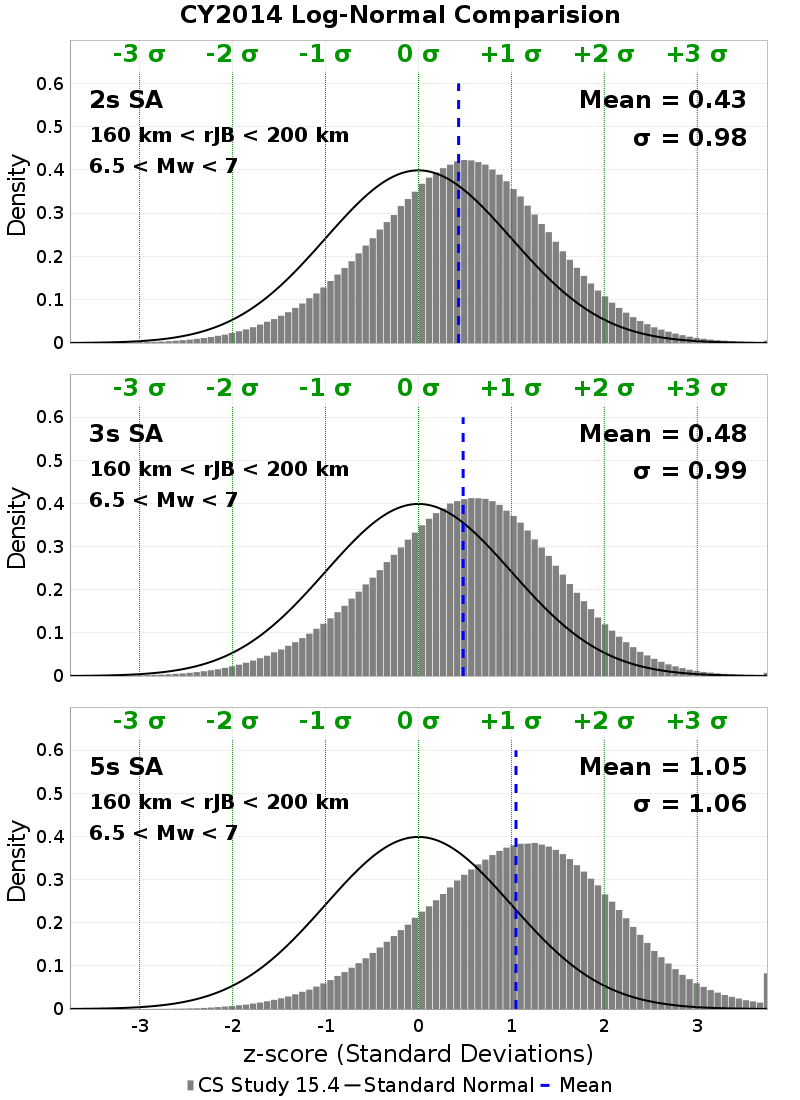 CY2014 Log-Normal Comparision
-3 σ -2 σ -1 σ 0 σ +1 σ +2 σ +3 σ
0.6
2s SA Mean = 0.43
0.5
160 km < rJB < 200 km σ = 0.98
6.5 < Mw < 7
0.4
0.3
0.2
0.1
0
Density
-3 σ -2 σ -1 σ 0 σ +1 σ +2 σ +3 σ
0.6
3s SA Mean = 0.48
0.5
160 km < rJB < 200 km σ = 0.99
6.5 < Mw < 7
0.4
0.3
0.2
0.1
0
Density
-3 σ -2 σ -1 σ 0 σ +1 σ +2 σ +3 σ
0.6
5s SA Mean = 1.05
0.5
160 km < rJB < 200 km σ = 1.06
6.5 < Mw < 7
0.4
0.3
0.2
0.1
0
Density
-3 -2 -1 0 1 2 3
z-score (Standard Deviations)
CS Study 15.4 Standard Normal Mean